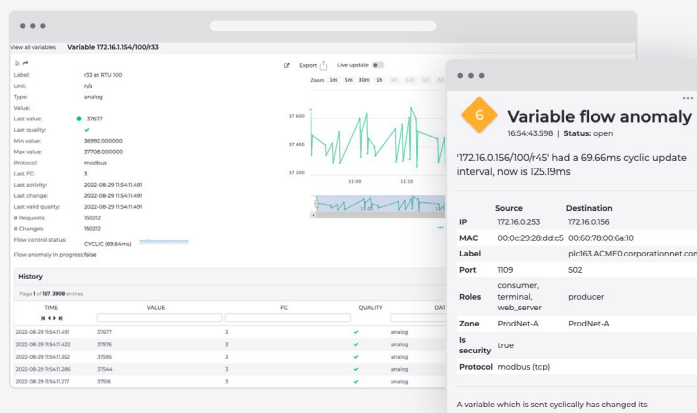 View all variables Variable 172.16.1.154/100/r33
Export Live update
Label: r33 at RTU 100
Unit: n/a
Type: analog
Value:
Last value: 37677
Last quality:
Min value: 36992.000000
Max value: 37708.000000
Protocol: modbus
Last FC: 3
Last activity: 2022-08-29 11:54:11.491
Last change: 2022-08-29 11:54:11.491
Last valid quality: 2022-08-29 11:54:11.491
# Requests: 150212
# Changes: 150212
Flow control status: CYCLIC (69.64ms)
Flow anomaly in progress: false
Zoom 1m 5m 30m 1h
37 600
37 400
37 200
11:00 11:10
History
Page 1 of 157, 3908 entries
TIME VALUE FC QUALITY
2022-08-29 11:54:11.491 37677 3 analog
2022-08-29 11:54:11.422 37976 3 analog
2022-08-29 11:54:11.352 37595 3 analog
2022-08-29 11:54:11.286 37544 3 analog
2022-08-29 11:54:11.217 37516 3 analog
6
Variable flow anomaly
16:54:43.598 | Status: open
'172.16.0.156/100/r45' had a 69.66ms cyclic update
interval, now is 125.19ms
Source Destination
IP 172.16.0.253 172.16.0.156
MAC 00:0c:29:28:dd:c5 00:60:78:00:6a:10
Label plc163.ACME0.corporationnet.com
Port 1109 502
Roles consumer, terminal, web_server producer
Zone ProdNet-A ProdNet-A
Is security true
Protocol modbus (tcp)
A variable which is sent cyclically has changed its